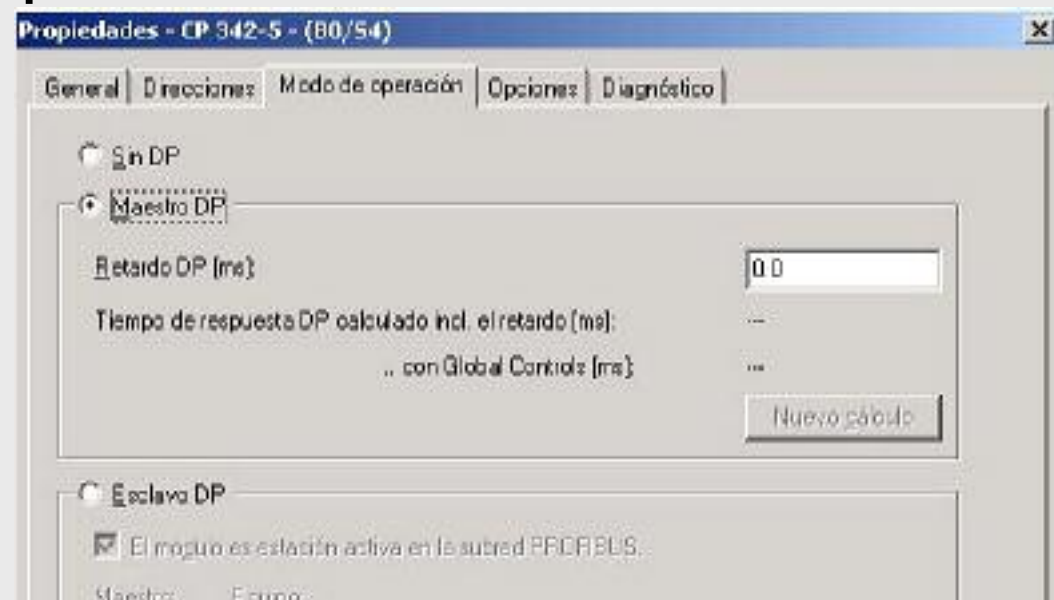 Propiedades - CP 342-5 - (R0/S4)
General Direcciones Modo de operación Opciones Diagnóstico
Sin DP
Maestro DP
Retardo DP [ms]: 0.0
Tiempo de respuesta DP calculado incl. el retardo [ms]: ---
.. con Global Controls [ms]: ---
Nuevo cálculo
Esclavo DP
El módulo es estación activa en la subred PROFIBUS.
Maestro Equipo